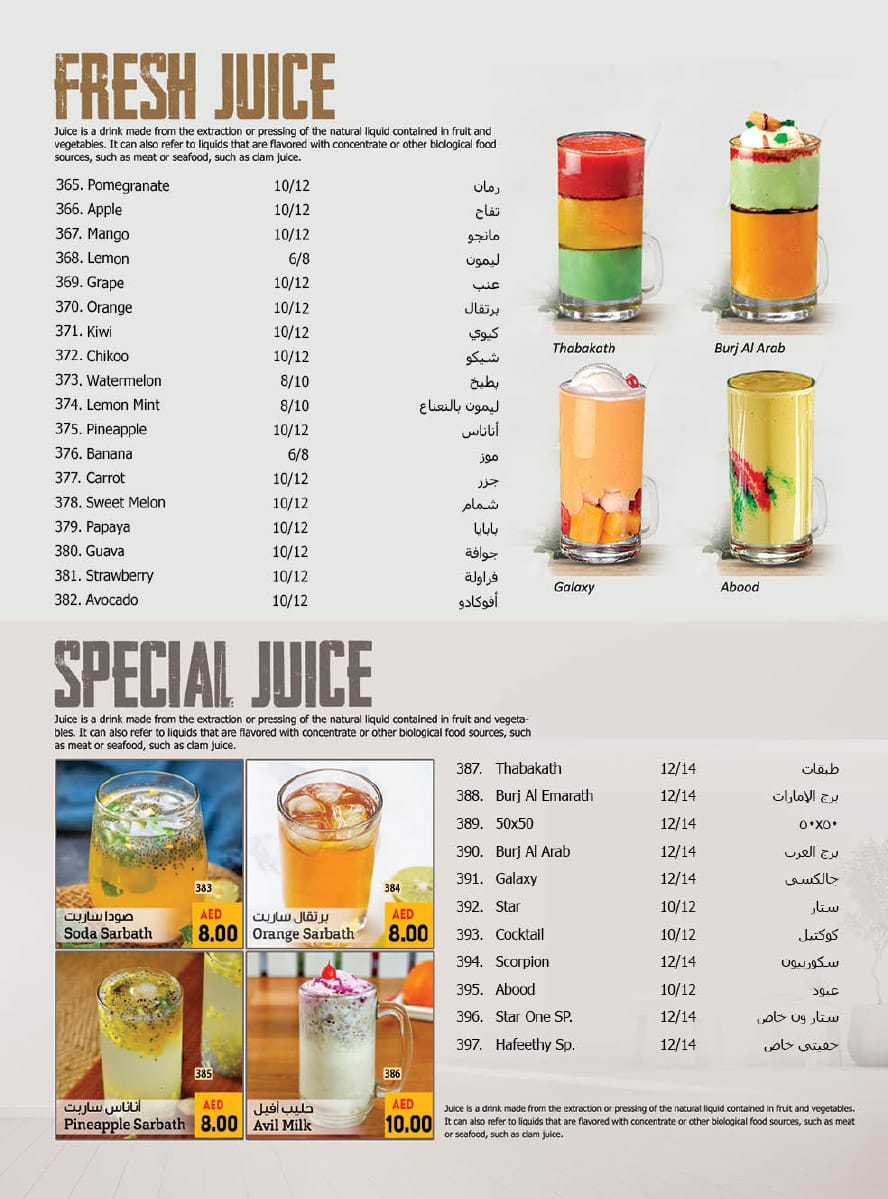 FRESH JUICE
Juice is a drink made from the extraction or pressing of the natural liquid contained in fruit and
vegetables. It can also refer to liquids that are flavored with concentrate or other biological food
sources, such as meat or seafood, such as clam juice.
365. Pomegranate 10/12 رمان
366. Apple 10/12 تفاح
367. Mango 10/12 مانجو
368. Lemon 6/8 ليمون
369. Grape 10/12 عنب
370. Orange 10/12 برتقال
371. Kiwi 10/12 كيوي
372. Chikoo 10/12 شيكو
373. Watermelon 8/10 بطيخ
374. Lemon Mint 8/10 ليمون بالنعناع
375. Pineapple 10/12 أناناس
376. Banana 6/8 موز
377. Carrot 10/12 جزر
378. Sweet Melon 10/12 شمام
379. Papaya 10/12 بابايا
380. Guava 10/12 جوافة
381. Strawberry 10/12 فراولة
382. Avocado 10/12 أفوكادو
Thabakath
Burj Al Arab
Galaxy
Abood
SPECIAL JUICE
Juice is a drink made from the extraction or pressing of the natural liquid contained in fruit and vegeta-
bles. It can also refer to liquids that are flavored with concentrate or other biological food sources, such
as meat or seafood, such as clam juice.
383
صودا ساربت
Soda Sarbath
AED
8.00
384
برتقال ساربت
Orange Sarbath
AED
8.00
385
أناناس ساربت
Pineapple Sarbath
AED
8.00
386
حليب أفيل
Avil Milk
AED
10.00
387. Thabakath 12/14 طبقات
388. Burj Al Emarath 12/14 برج الإمارات
389. 50x50 12/14 ٥٠X٥٠
390. Burj Al Arab 12/14 برج العرب
391. Galaxy 12/14 جالكسي
392. Star 10/12 ستار
393. Cocktail 10/12 كوكتيل
394. Scorpion 12/14 سكوربيون
395. Abood 10/12 عبود
396. Star One SP. 12/14 ستار ون خاص
397. Hafeethy Sp. 12/14 حفيتي خاص
Juice is a drink made from the extraction or pressing of the natural liquid contained in fruit and vegetables.
It can also refer to liquids that are flavored with concentrate or other biological food sources, such as meat
or seafood, such as clam juice.